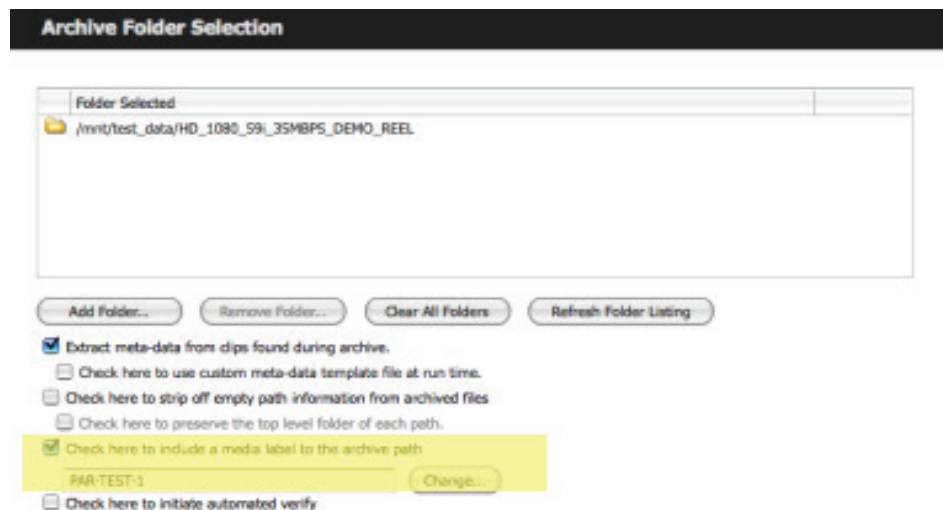 Archive Folder Selection
Folder Selected
/mnt/test_data/HD_1080_59i_35MBPS_DEMO_REEL
Add Folder... Remove Folder... Clear All Folders Refresh Folder Listing
Extract meta-data from clips found during archive.
Check here to use custom meta-data template file at run time.
Check here to strip off empty path information from archived files
Check here to preserve the top level folder of each path.
Check here to include a media label to the archive path
PAR-TEST-1 Change...
Check here to initiate automated verify